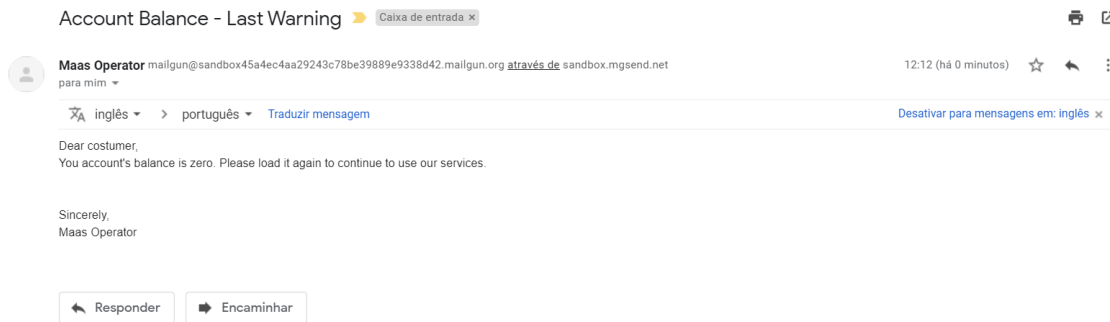 Account Balance - Last Warning Caixa de entrada ×
Maas Operator mailgun@sandbox45a4ec4aa29243c78be39889e9338d42.mailgun.org através de sandbox.mgsend.net 12:12 (há 0 minutos)
para mim
inglês > português Traduzir mensagem Desativar para mensagens em: inglês ×
Dear costumer,
You account's balance is zero. Please load it again to continue to use our services.
Sincerely,
Maas Operator
Responder Encaminhar